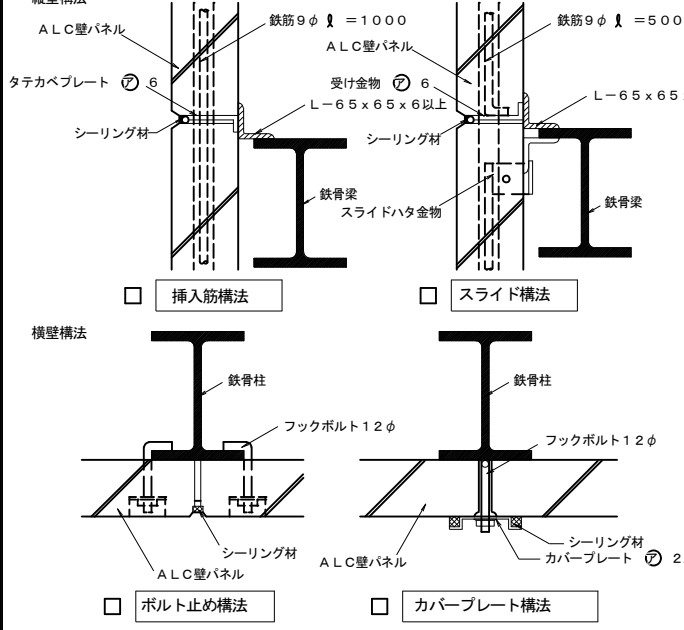 ALC壁パネル
鉄筋9φ ℓ =1000
タテカベプレート ㋐ 6
L-65x65x6以上
シーリング材
鉄骨梁
□ 挿入筋構法
鉄筋9φ ℓ =500
ALC壁パネル
受け金物 ㋐ 6
L-65x65
シーリング材
鉄骨梁
スライドハタ金物
□ スライド構法
横壁構法
鉄骨柱
フックボルト12φ
シーリング材
ALC壁パネル
□ ボルト止め構法
鉄骨柱
フックボルト12φ
シーリング材
カバープレート ㋐ 2
ALC壁パネル
□ カバープレート構法